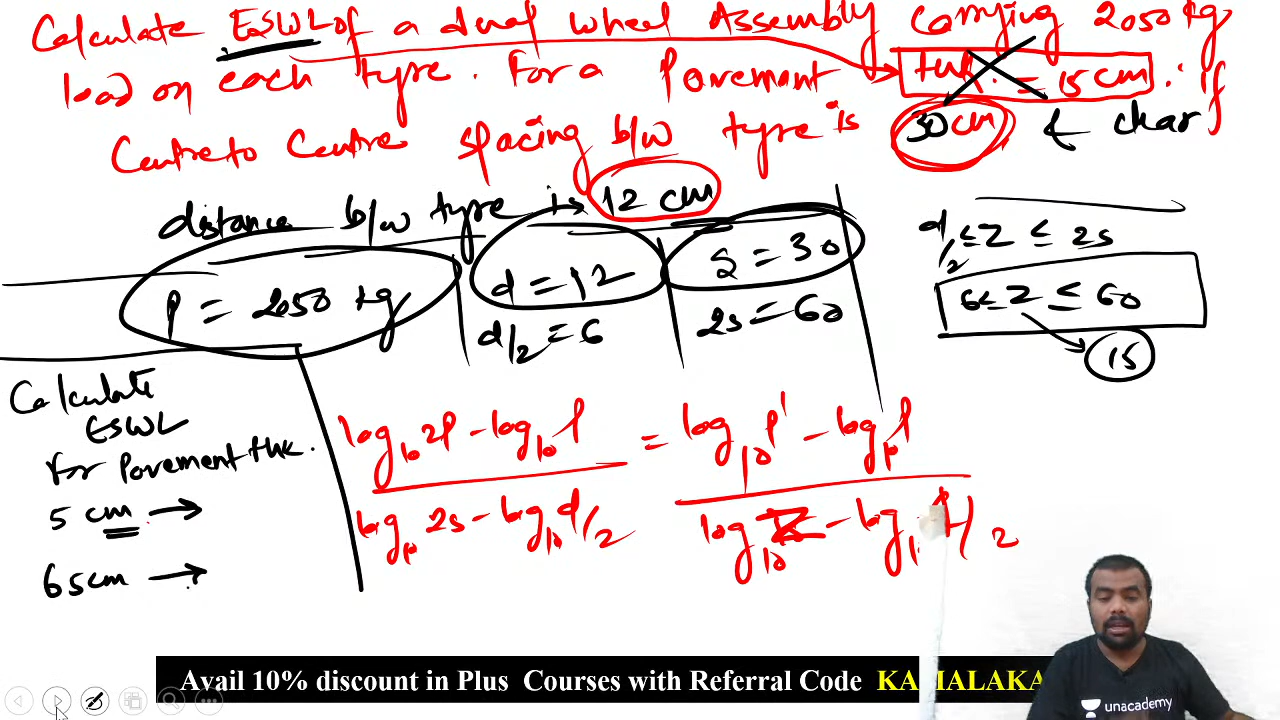 Calculate ESWL of a dual wheel Assembly carrying 2050 kg
load on each tyre. For a Pavement thk. = 15 cm. If
Centre to Centre spacing b/w tyre is 30 cm & clear
distance b/w tyre is 12 cm
P = 2050 kg
d = 12
d/2 = 6
S = 30
2s = 60
d/2 ≤ Z ≤ 2s
6 ≤ Z ≤ 60
15
Calculate
ESWL
for Pavement thk.
5 cm →
65 cm →
log10 2P - log10 P = log10 P' - log10 P
log10 2s - log10 d/2 log10 Z - log10 d/2
Avail 10% discount in Plus Courses with Referral Code
unacademy